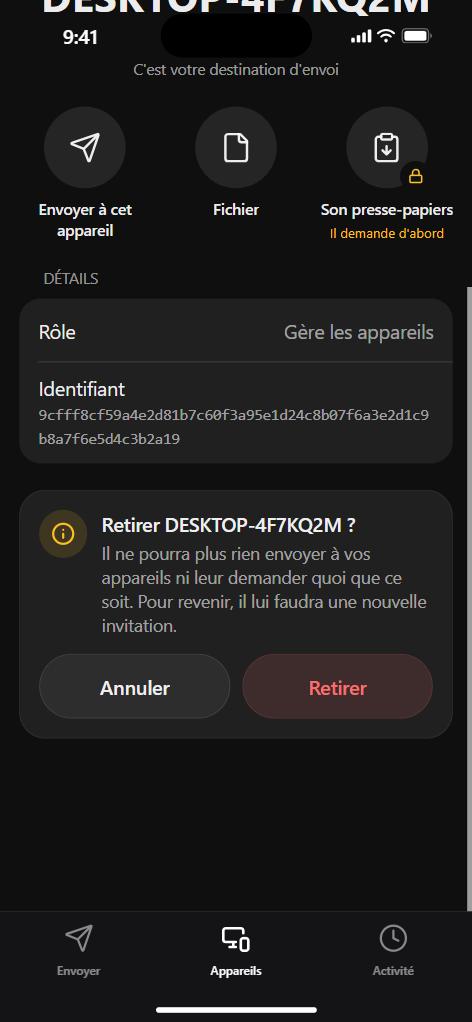 DESKTOP-4F7KQ2M
9:41
C'est votre destination d'envoi
Envoyer à cet
appareil
Fichier
Son presse-papiers
Il demande d'abord
DÉTAILS
Rôle
Gère les appareils
Identifiant
9cfff8cf59a4e2d81b7c60f3a95e1d24c8b07f6a3e2d1c9
b8a7f6e5d4c3b2a19
Retirer DESKTOP-4F7KQ2M ?
Il ne pourra plus rien envoyer à vos
appareils ni leur demander quoi que ce
soit. Pour revenir, il lui faudra une nouvelle
invitation.
Annuler
Retirer
Envoyer
Appareils
Activité